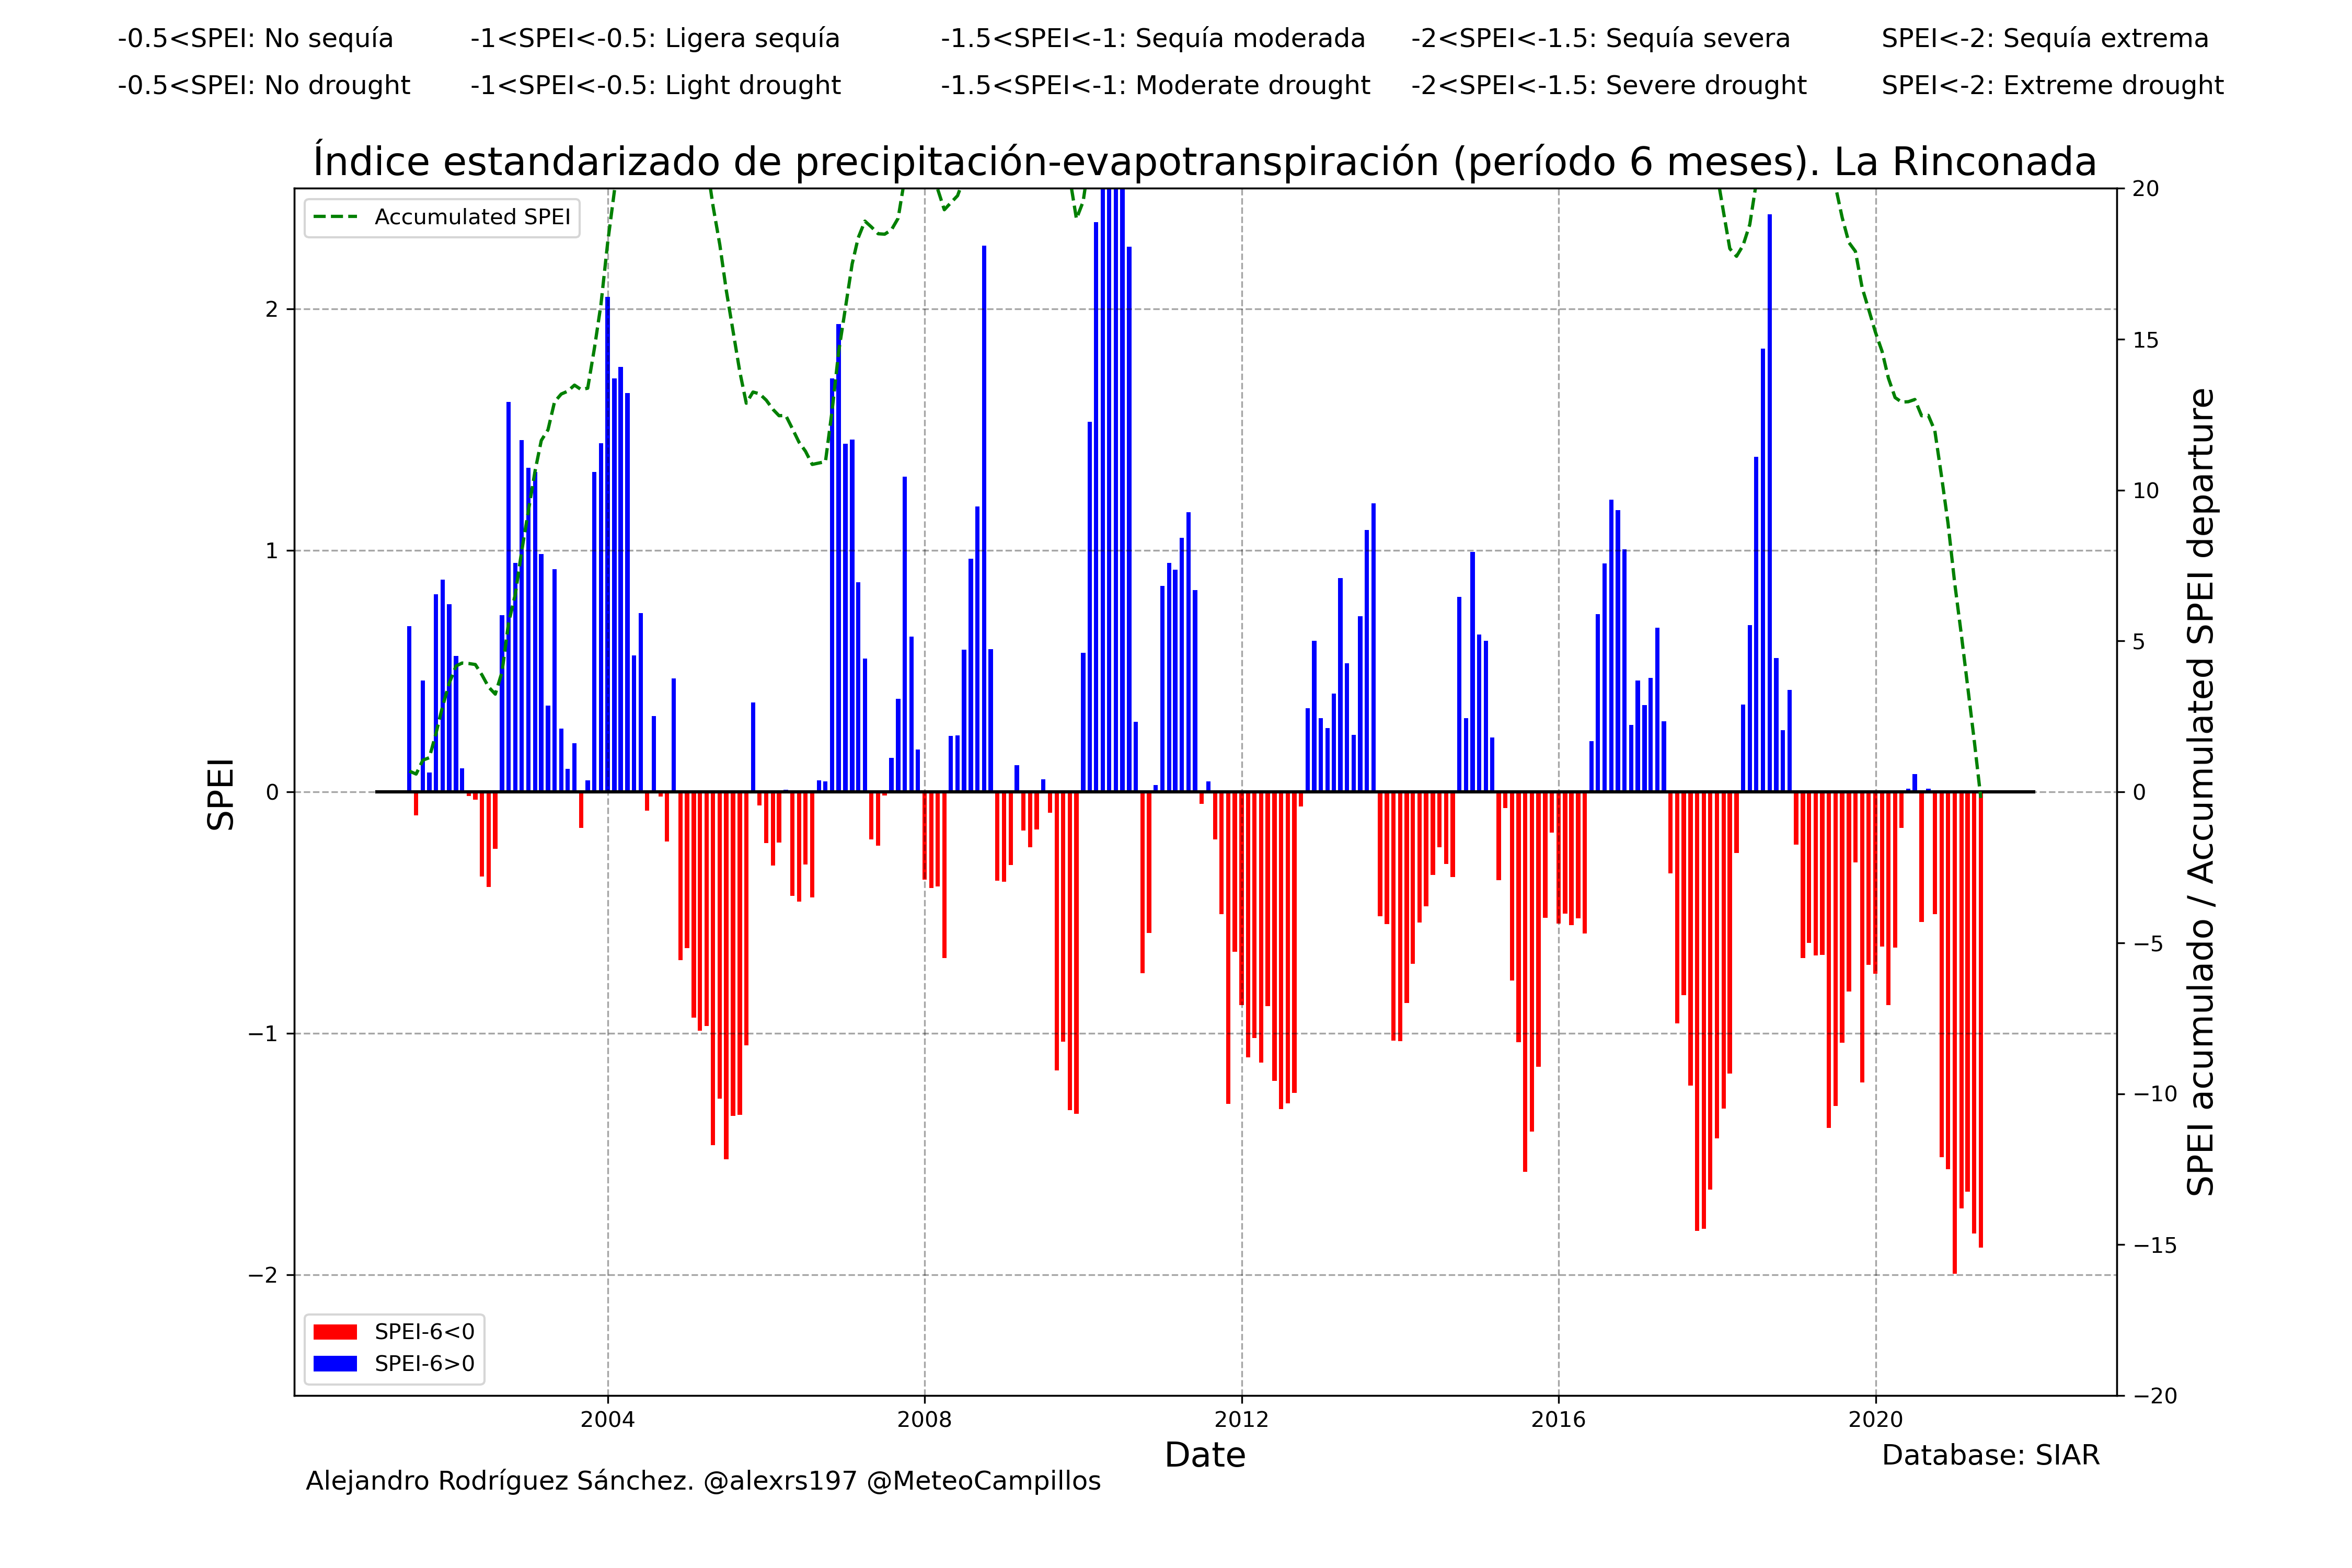 -0.5<SPEI: No sequía -1<SPEI<-0.5: Ligera sequía -1.5<SPEI<-1: Sequía moderada -2<SPEI<-1.5: Sequía severa SPEI<-2: Sequía extrema
-0.5<SPEI: No drought -1<SPEI<-0.5: Light drought -1.5<SPEI<-1: Moderate drought -2<SPEI<-1.5: Severe drought SPEI<-2: Extreme drought
Índice estandarizado de precipitación-evapotranspiración (período 6 meses). La Rinconada
Accumulated SPEI
SPEI
2
1
0
−1
−2
20
15
10
5
0
−5
−10
−15
−20
SPEI acumulado / Accumulated SPEI departure
SPEI-6<0
SPEI-6>0
2004 2008 2012 2016 2020
Date
Database: SIAR
Alejandro Rodríguez Sánchez. @alexrs197 @MeteoCampillos